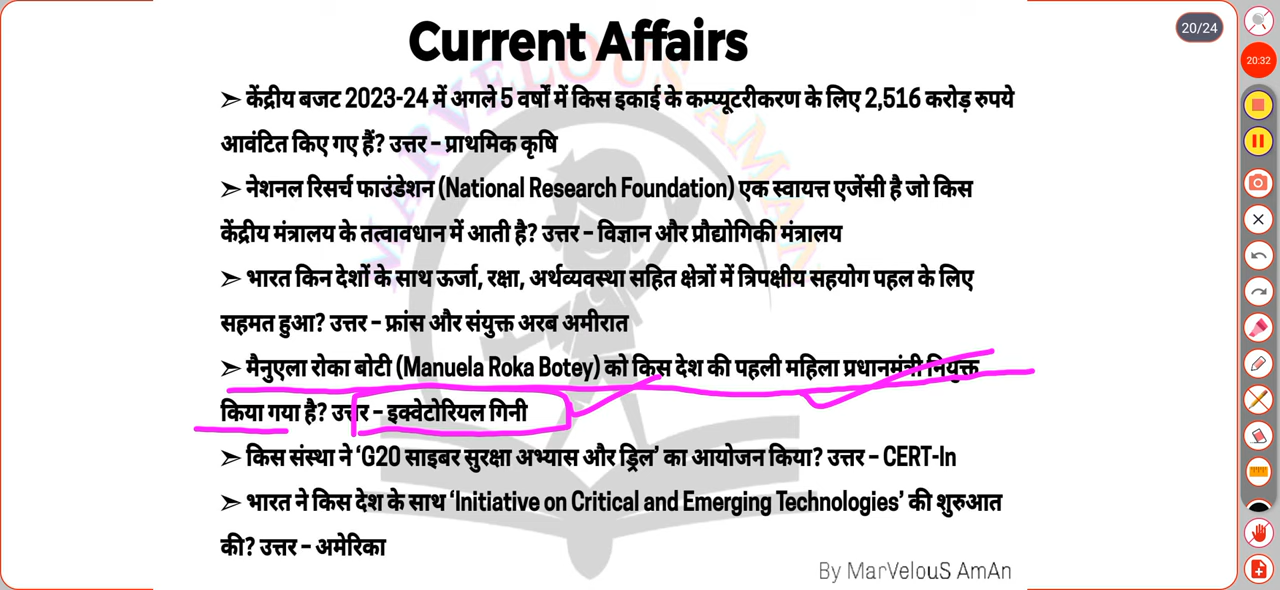 Current Affairs
20/24
20:32
➣ केंद्रीय बजट 2023-24 में अगले 5 वर्षों में किस इकाई के कम्प्यूटरीकरण के लिए 2,516 करोड़ रुपये
आवंटित किए गए हैं? उत्तर – प्राथमिक कृषि
➣ नेशनल रिसर्च फाउंडेशन (National Research Foundation) एक स्वायत्त एजेंसी है जो किस
केंद्रीय मंत्रालय के तत्वावधान में आती है? उत्तर – विज्ञान और प्रौद्योगिकी मंत्रालय
➣ भारत किन देशों के साथ ऊर्जा, रक्षा, अर्थव्यवस्था सहित क्षेत्रों में त्रिपक्षीय सहयोग पहल के लिए
सहमत हुआ? उत्तर – फ्रांस और संयुक्त अरब अमीरात
➣ मैनुएला रोका बोटी (Manuela Roka Botey) को किस देश की पहली महिला प्रधानमंत्री नियुक्त
किया गया है? उत्तर – इक्वेटोरियल गिनी
➣ किस संस्था ने ‘G20 साइबर सुरक्षा अभ्यास और ड्रिल’ का आयोजन किया? उत्तर – CERT-In
➣ भारत ने किस देश के साथ ‘Initiative on Critical and Emerging Technologies’ की शुरुआत
की? उत्तर – अमेरिका
By MarVelouS AmAn
MARVELOUS AMAN